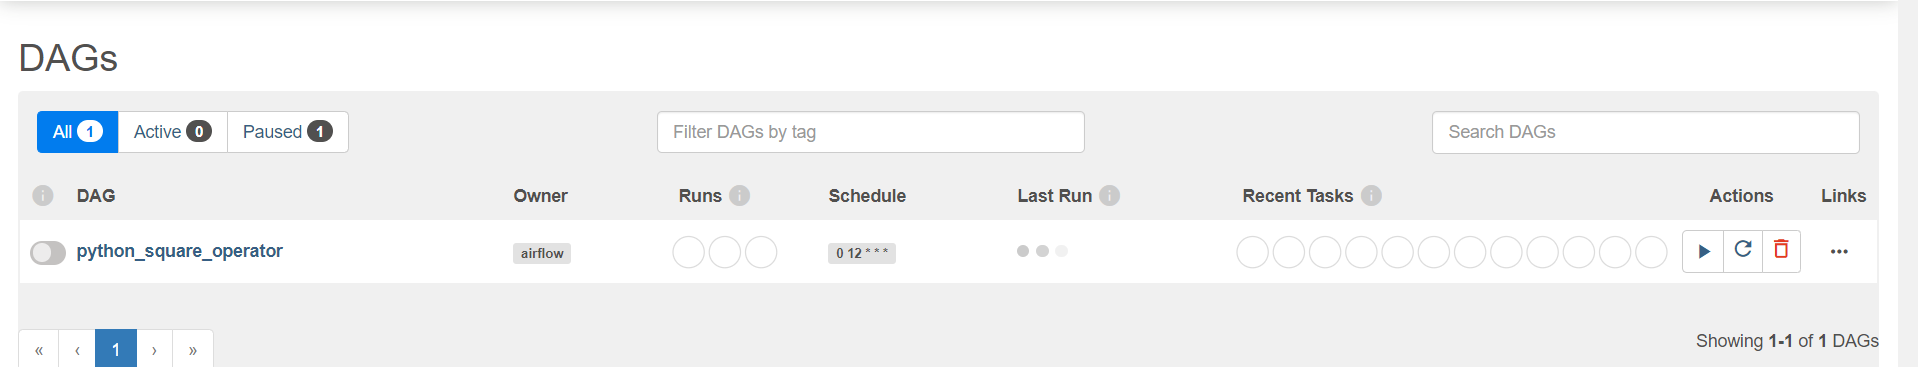 DAGs
All 1 Active 0 Paused 1 Filter DAGs by tag Search DAGs
i DAG Owner Runs i Schedule Last Run i Recent Tasks i Actions Links
python_square_operator airflow 0 12 * * *
« ‹ 1 › »
Showing 1-1 of 1 DAGs